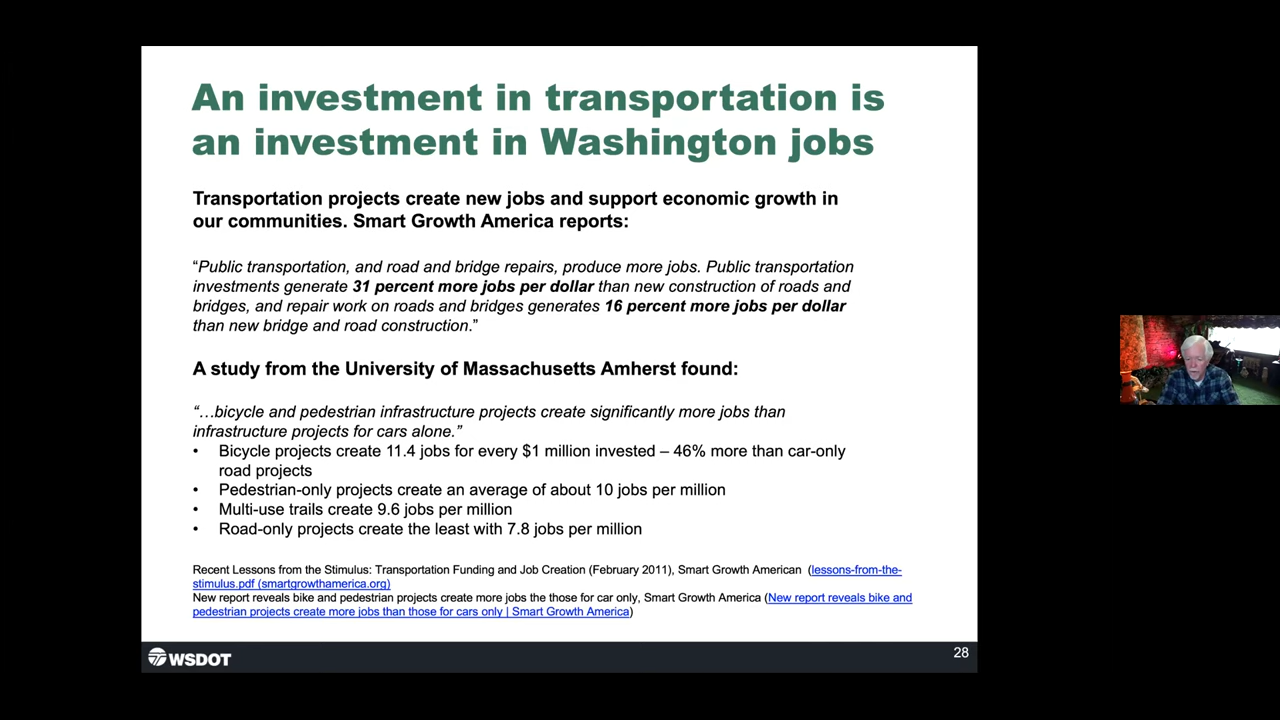 An investment in transportation is
an investment in Washington jobs
Transportation projects create new jobs and support economic growth in
our communities. Smart Growth America reports:
“Public transportation, and road and bridge repairs, produce more jobs. Public transportation
investments generate 31 percent more jobs per dollar than new construction of roads and
bridges, and repair work on roads and bridges generates 16 percent more jobs per dollar
than new bridge and road construction.”
A study from the University of Massachusetts Amherst found:
“…bicycle and pedestrian infrastructure projects create significantly more jobs than
infrastructure projects for cars alone.”
• Bicycle projects create 11.4 jobs for every $1 million invested – 46% more than car-only
road projects
• Pedestrian-only projects create an average of about 10 jobs per million
• Multi-use trails create 9.6 jobs per million
• Road-only projects create the least with 7.8 jobs per million
Recent Lessons from the Stimulus: Transportation Funding and Job Creation (February 2011), Smart Growth American (lessons-from-the-
stimulus.pdf (smartgrowthamerica.org)
New report reveals bike and pedestrian projects create more jobs the those for car only, Smart Growth America (New report reveals bike and
pedestrian projects create more jobs than those for cars only | Smart Growth America)
WSDOT
28